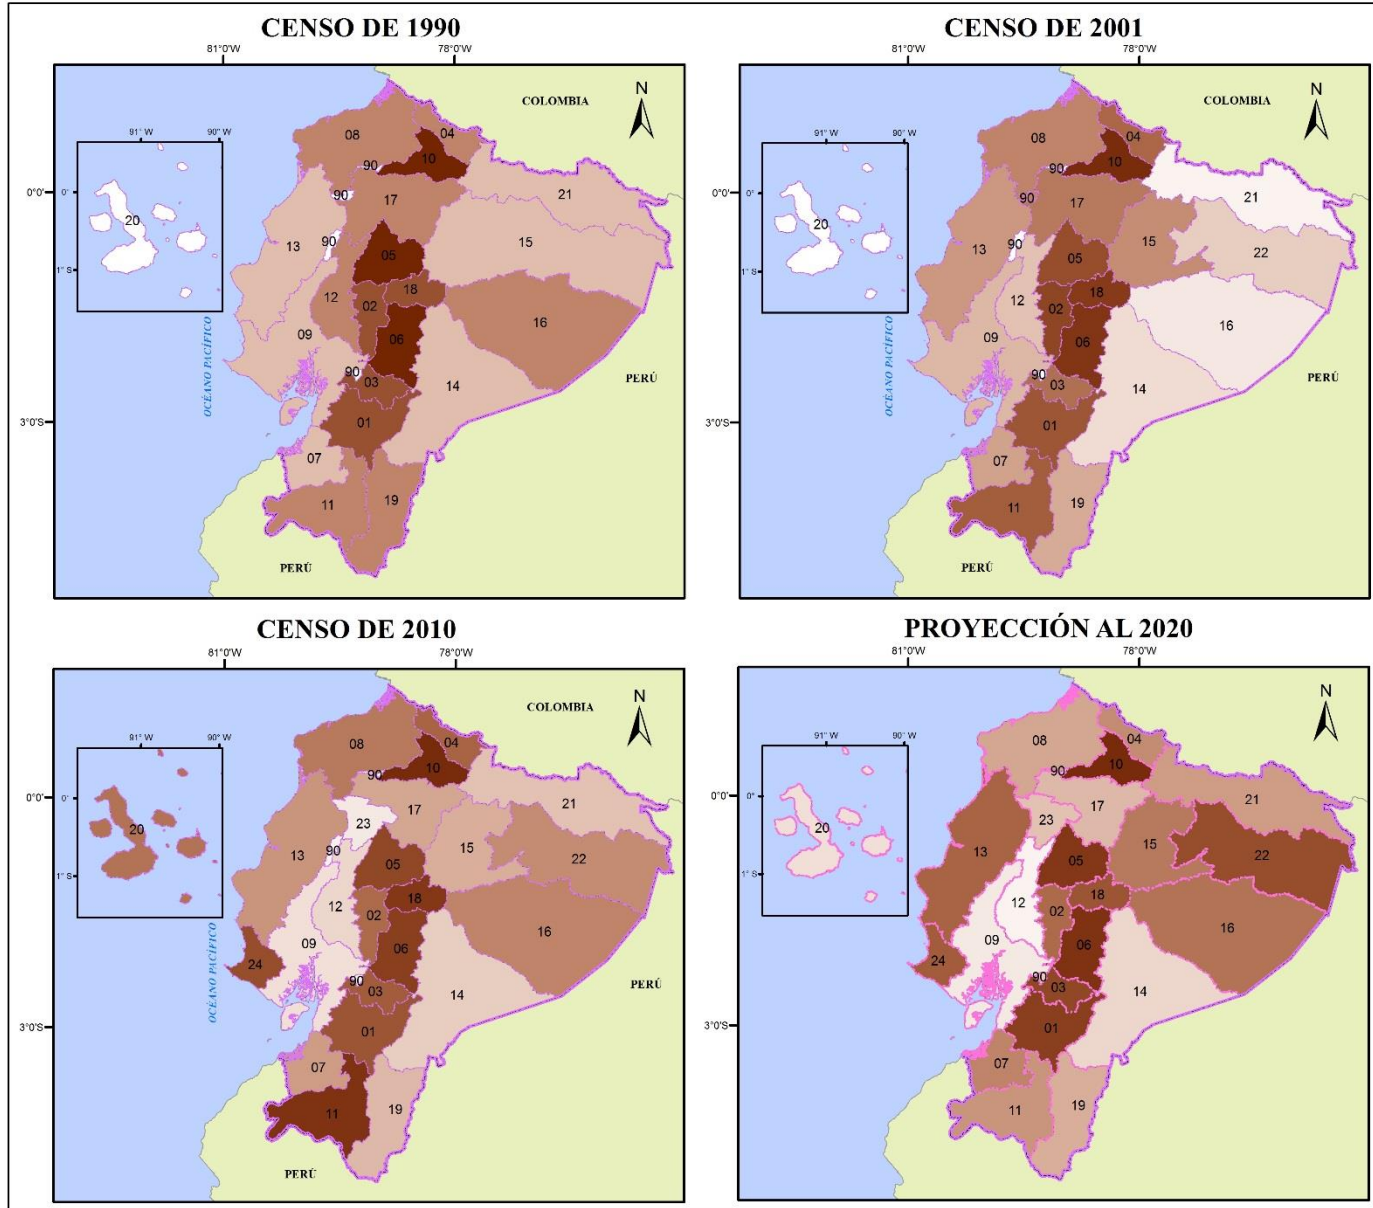 CENSO DE 1990
81°0'W
78°0'W
COLOMBIA
N
91° W
90° W
0°
1° S
20
0°0'
3°0'S
08
04
10
90
90
17
21
13
90
05
15
12
02
18
16
09
06
90
03
14
01
07
11
19
OCÉANO PACÍFICO
PERÚ
PERÚ
CENSO DE 2001
81°0'W
78°0'W
COLOMBIA
N
91° W
90° W
0°
1° S
20
0°0'
3°0'S
08
04
10
90
90
17
21
13
90
05
15
22
12
02
18
16
09
06
90
03
14
01
07
11
19
OCÉANO PACÍFICO
PERÚ
PERÚ
CENSO DE 2010
81°0'W
78°0'W
COLOMBIA
N
91° W
90° W
0°
1° S
20
0°0'
3°0'S
08
04
10
90
17
21
23
13
90
05
15
22
12
02
18
16
09
06
24
90
03
14
01
07
11
19
OCÉANO PACÍFICO
PERÚ
PERÚ
PROYECCIÓN AL 2020
81°0'W
78°0'W
N
91° W
90° W
0°
1° S
20
0°0'
3°0'S
08
04
10
90
17
21
23
13
05
15
22
12
02
18
16
09
06
24
90
03
14
01
07
11
19